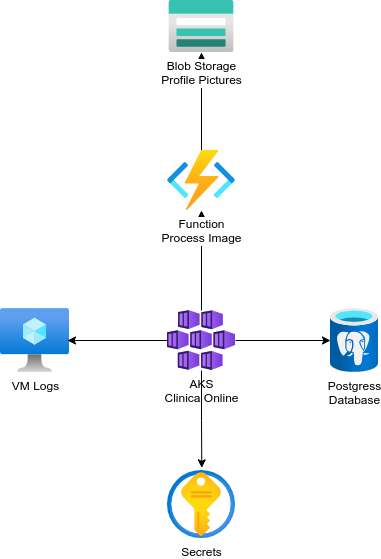 Blob Storage
Profile Pictures
Function
Process Image
VM Logs
AKS
Clinica Online
Postgress
Database
Secrets